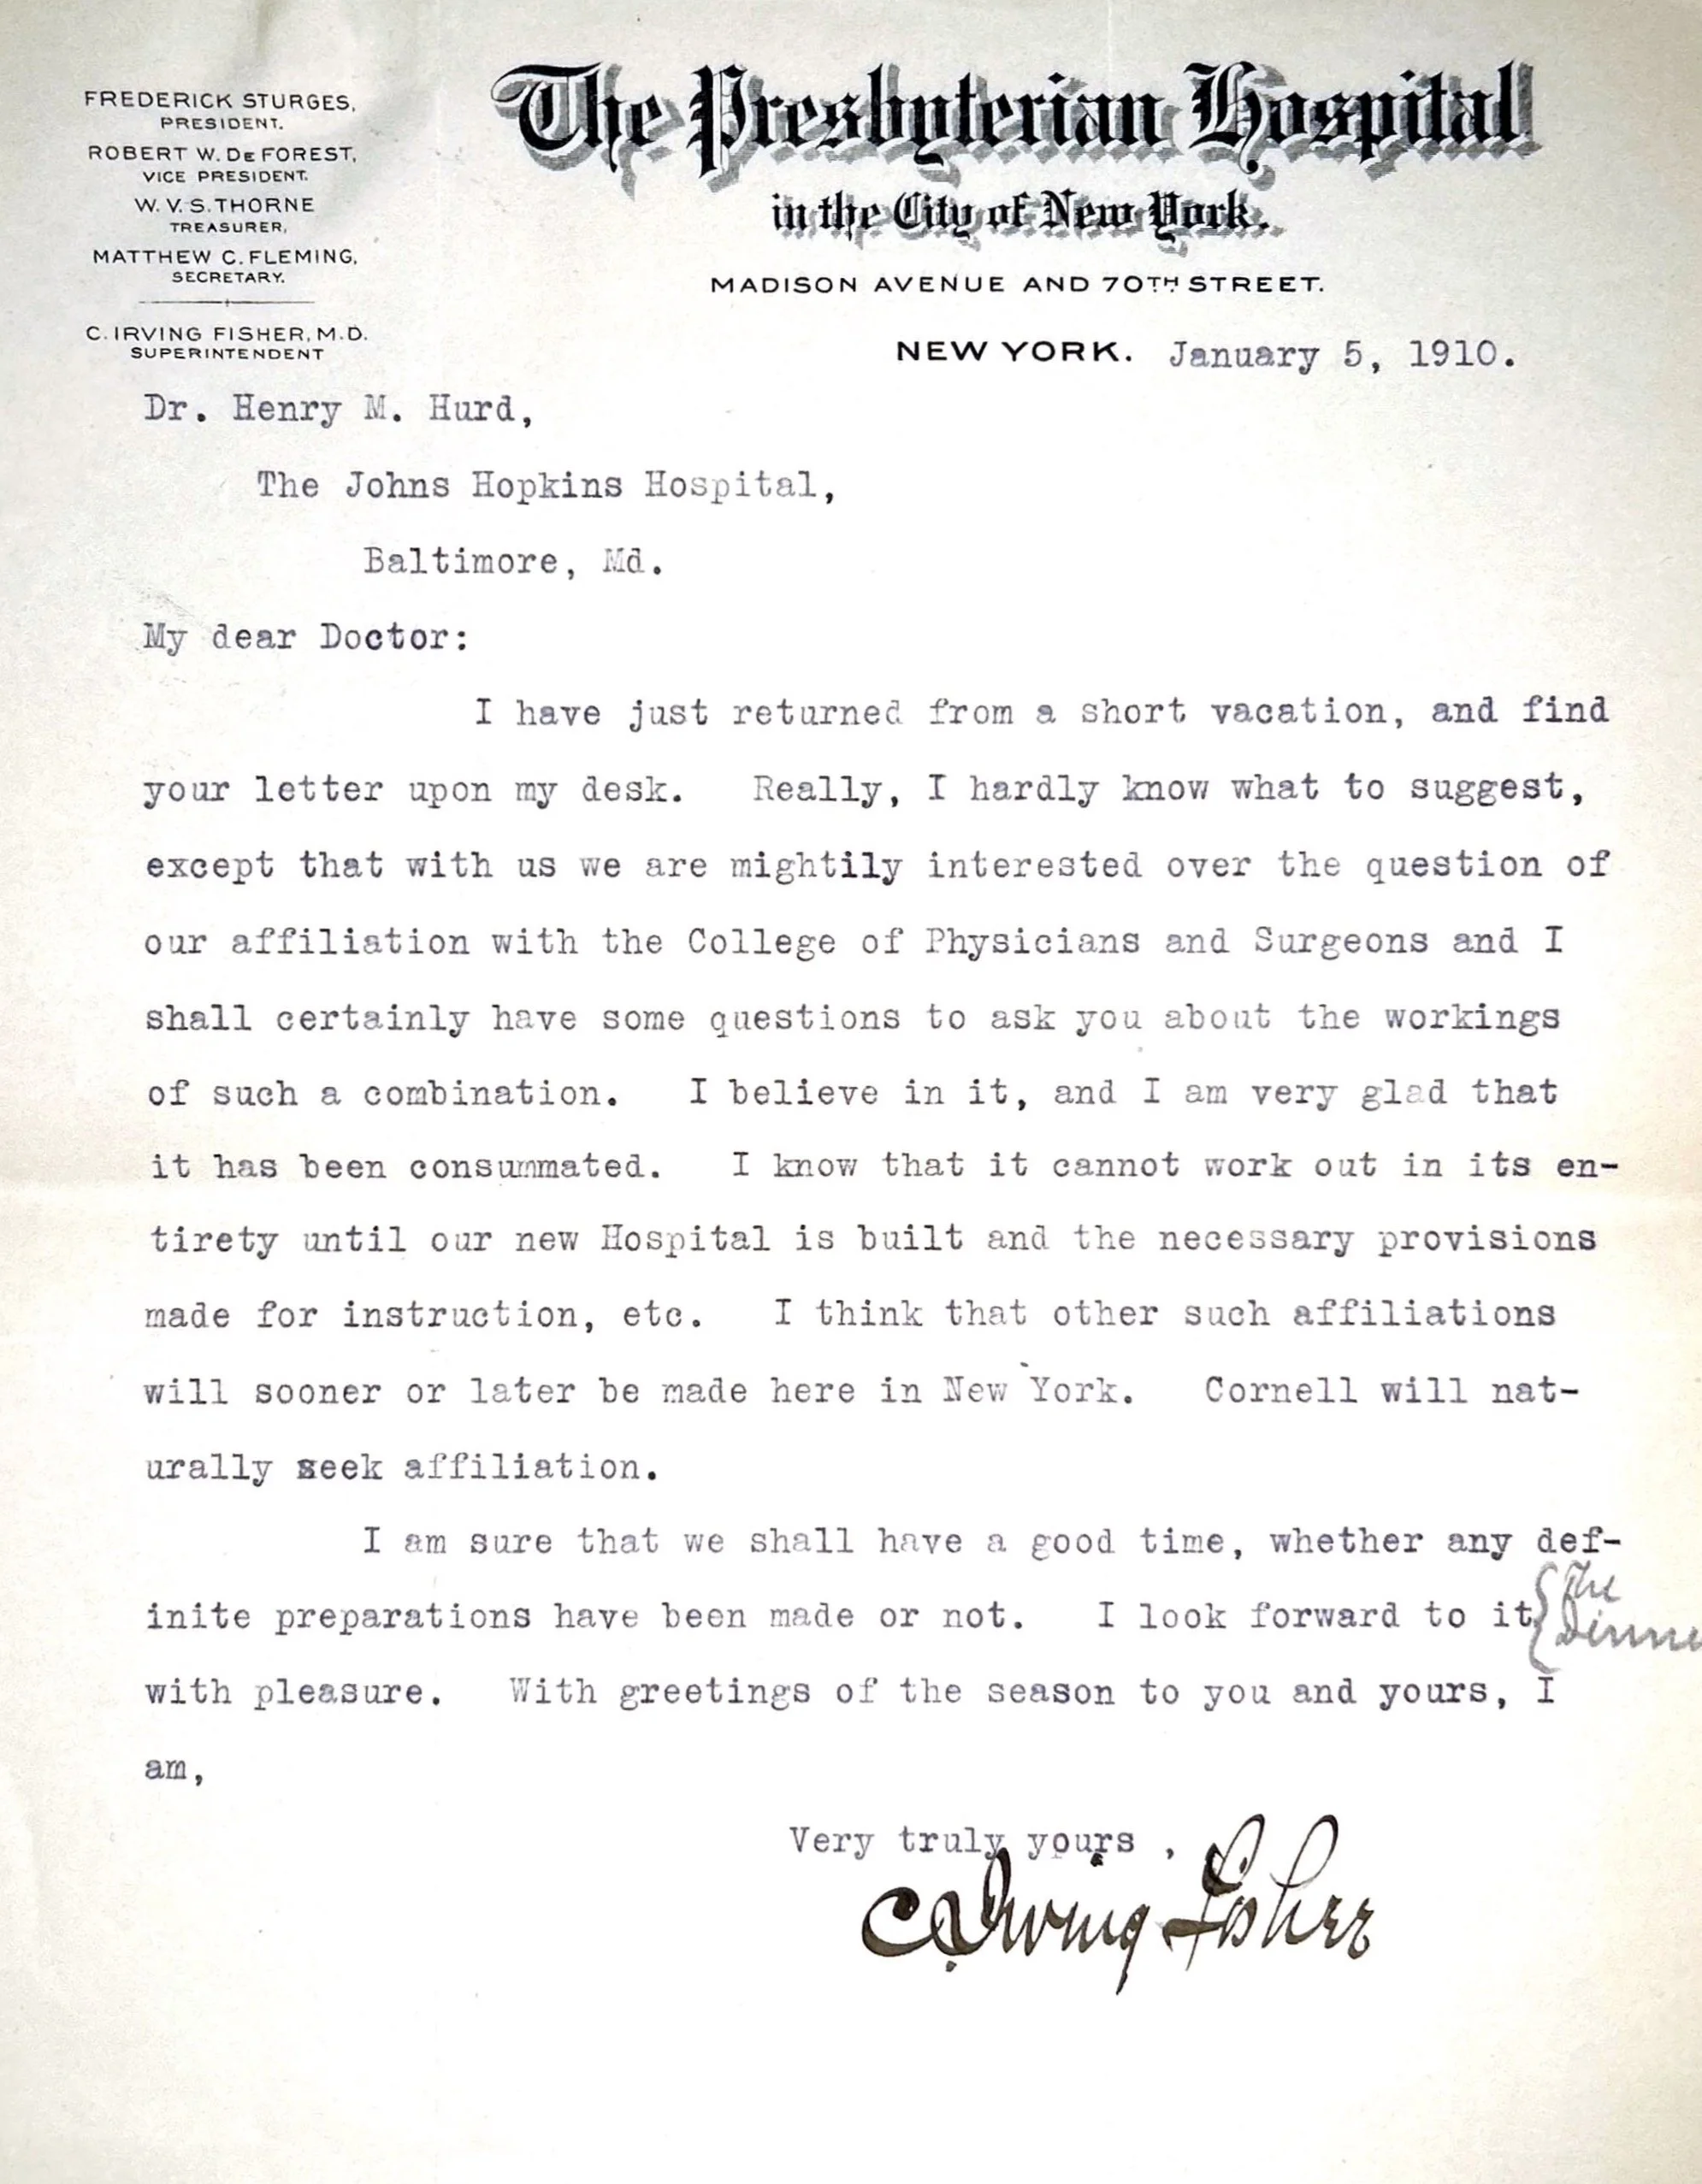 FREDERICK STURGES,
PRESIDENT.
ROBERT W. DE FOREST,
VICE PRESIDENT.
W. V. S. THORNE
TREASURER,
MATTHEW C. FLEMING,
SECRETARY.
C. IRVING FISHER, M.D.
SUPERINTENDENT
The Presbyterian Hospital
in the City of New York.
MADISON AVENUE AND 70TH STREET.
NEW YORK. January 5, 1910.
Dr. Henry M. Hurd,
The Johns Hopkins Hospital,
Baltimore, Md.
My dear Doctor:
I have just returned from a short vacation, and find
your letter upon my desk. Really, I hardly know what to suggest,
except that with us we are mightily interested over the question of
our affiliation with the College of Physicians and Surgeons and I
shall certainly have some questions to ask you about the workings
of such a combination. I believe in it, and I am very glad that
it has been consummated. I know that it cannot work out in its en-
tirety until our new Hospital is built and the necessary provisions
made for instruction, etc. I think that other such affiliations
will sooner or later be made here in New York. Cornell will nat-
urally seek affiliation.
I am sure that we shall have a good time, whether any def-
inite preparations have been made or not. I look forward to it
{The
Dinne
with pleasure. With greetings of the season to you and yours, I
am,
Very truly yours ,
C Irving Fisher